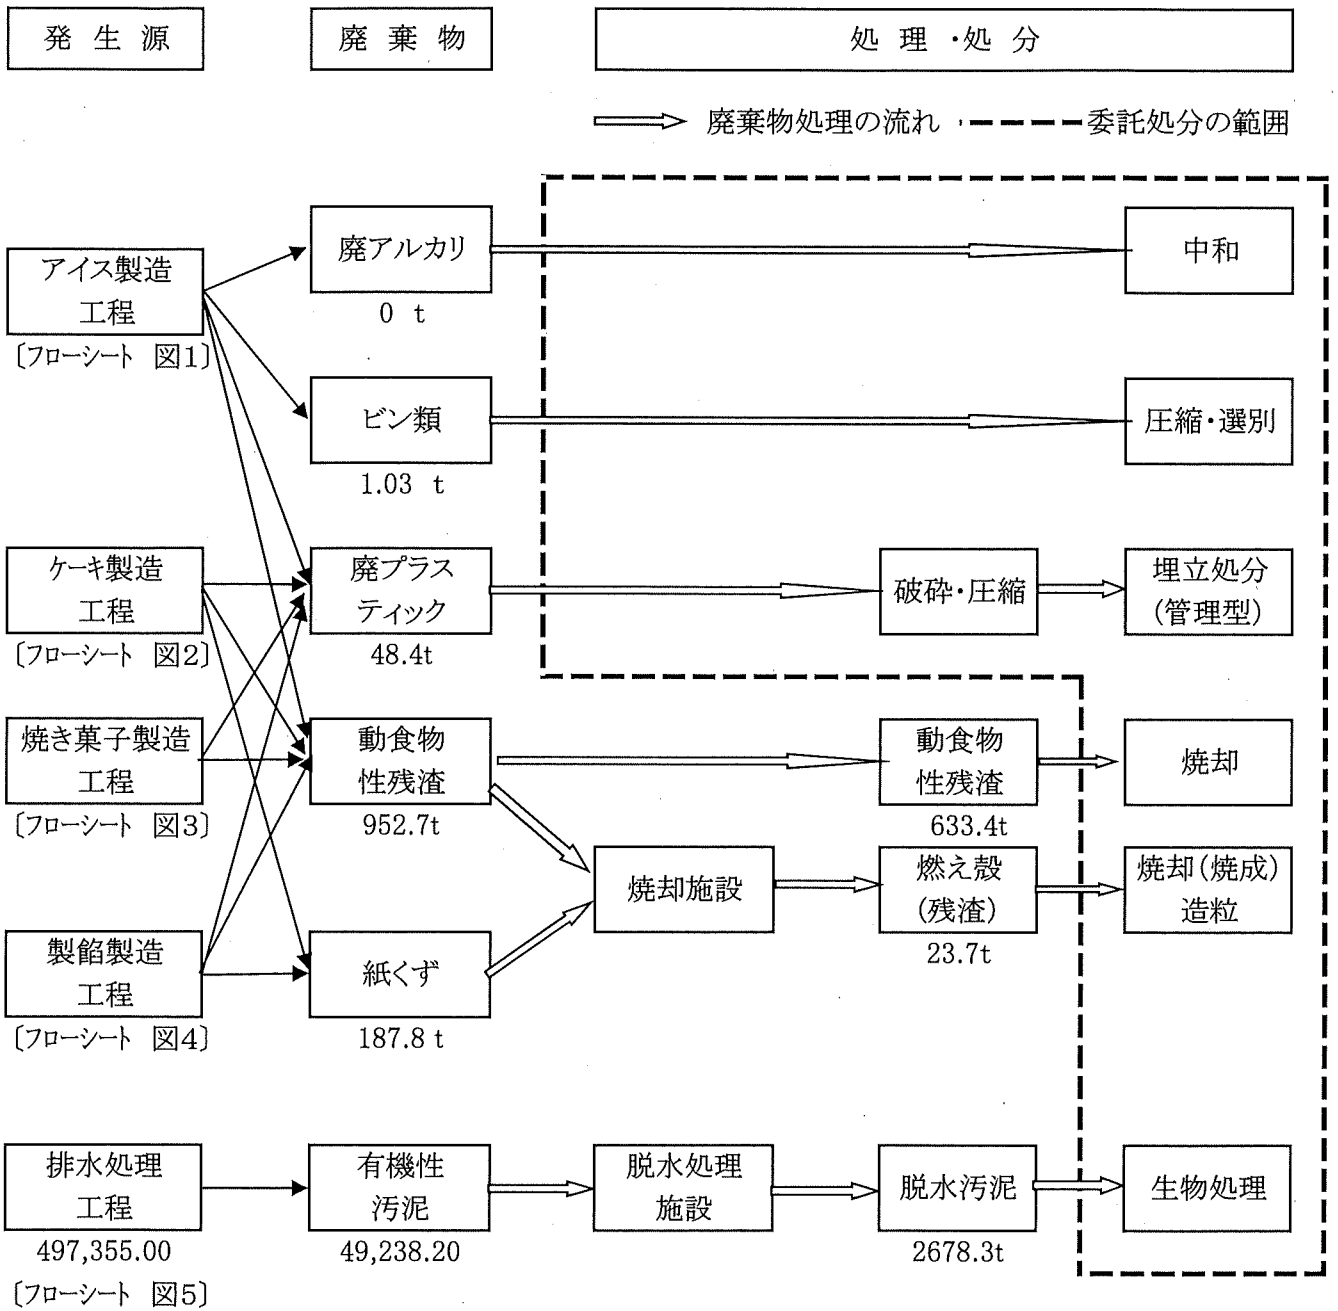 発 生 源
廃 棄 物
処 理 ・ 処 分
廃棄物処理の流れ
委託処分の範囲
アイス製造
工程
〔フローシート 図1〕
廃アルカリ
0 t
中和
ビン類
1.03 t
圧縮・選別
ケーキ製造
工程
〔フローシート 図2〕
廃プラス
ティック
48.4t
破砕・圧縮
埋立処分
(管理型)
焼き菓子製造
工程
〔フローシート 図3〕
動食物
性残渣
952.7t
動食物
性残渣
633.4t
焼却
焼却施設
燃え殻
(残渣)
23.7t
焼却(焼成)
造粒
製餡製造
工程
〔フローシート 図4〕
紙くず
187.8 t
排水処理
工程
497,355.00
〔フローシート 図5〕
有機性
汚泥
49,238.20
脱水処理
施設
脱水汚泥
2678.3t
生物処理